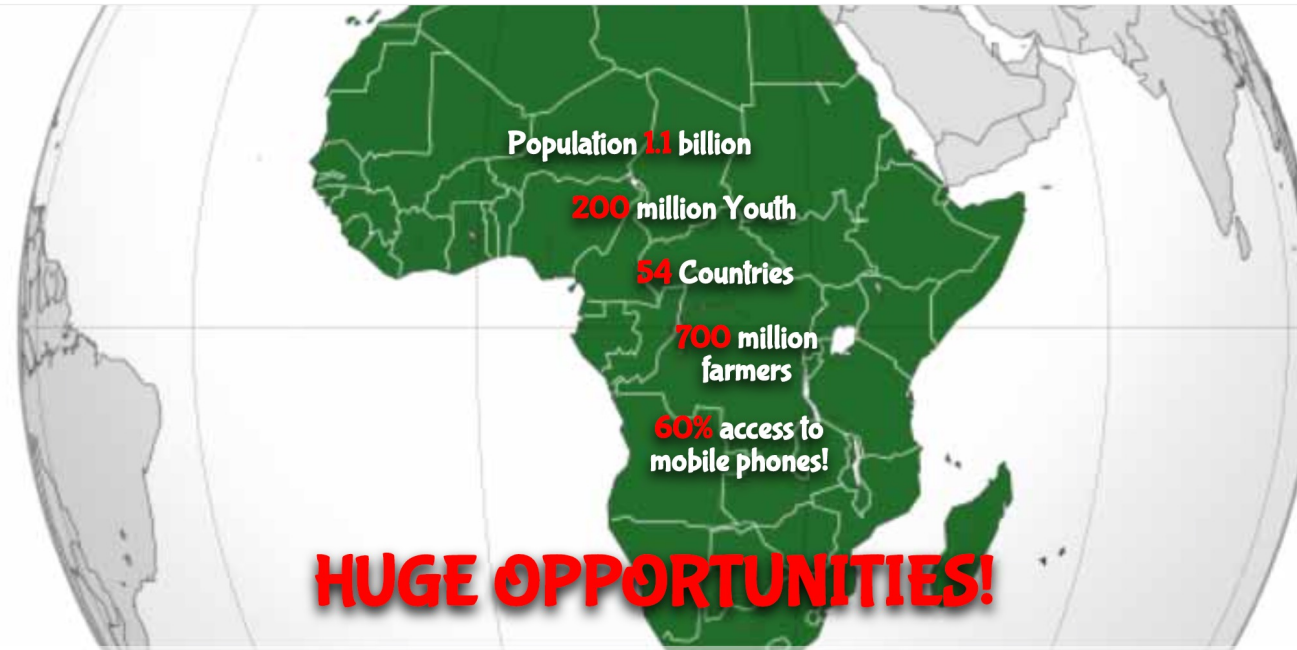 Population 1.1 billion
200 million Youth
54 Countries
700 million
farmers
60% access to
mobile phones!
HUGE OPPORTUNITIES!